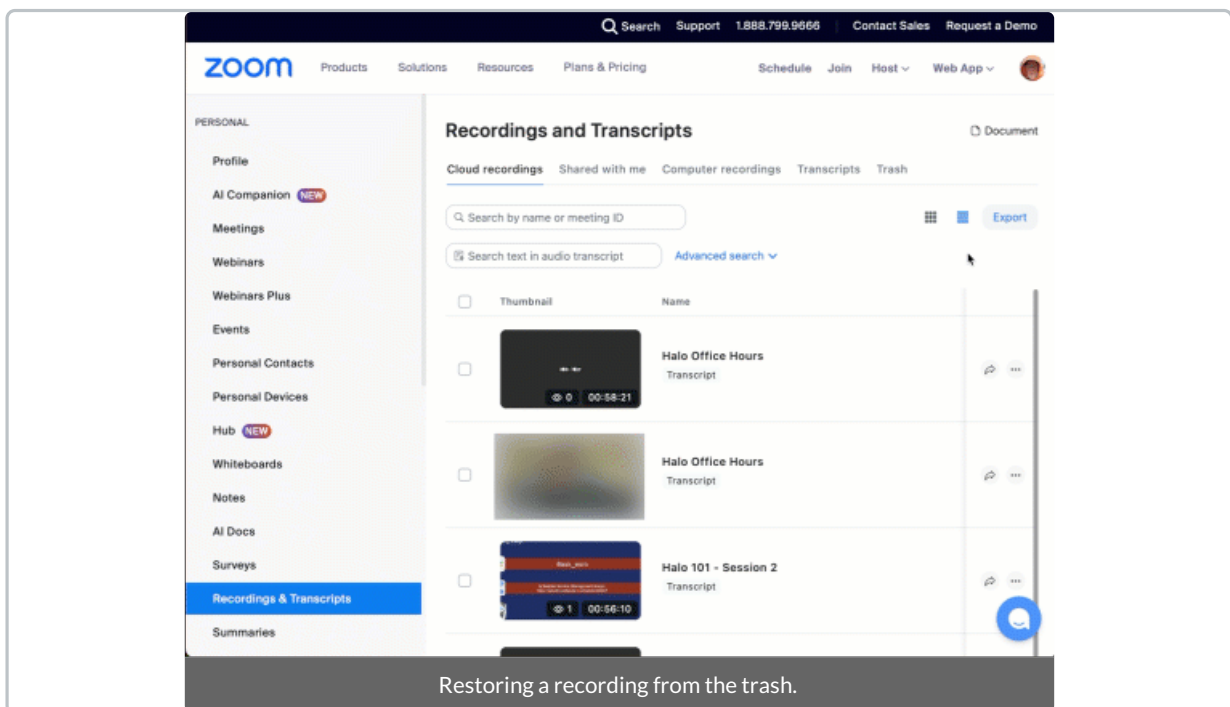 Search Support 1.888.799.9666 Contact Sales Request a Demo
zoom Products Solutions Resources Plans & Pricing Schedule Join Host Web App
PERSONAL
Profile
AI Companion NEW
Meetings
Webinars
Webinars Plus
Events
Personal Contacts
Personal Devices
Hub NEW
Whiteboards
Notes
AI Docs
Surveys
Recordings & Transcripts
Summaries
Recordings and Transcripts
Document
Cloud recordings Shared with me Computer recordings Transcripts Trash
Search by name or meeting ID
Export
Search text in audio transcript Advanced search
Thumbnail Name
Halo Office Hours
Transcript
0 00:58:21
Halo Office Hours
Transcript
Halo 101 - Session 2
Transcript
1 00:56:10
Restoring a recording from the trash.